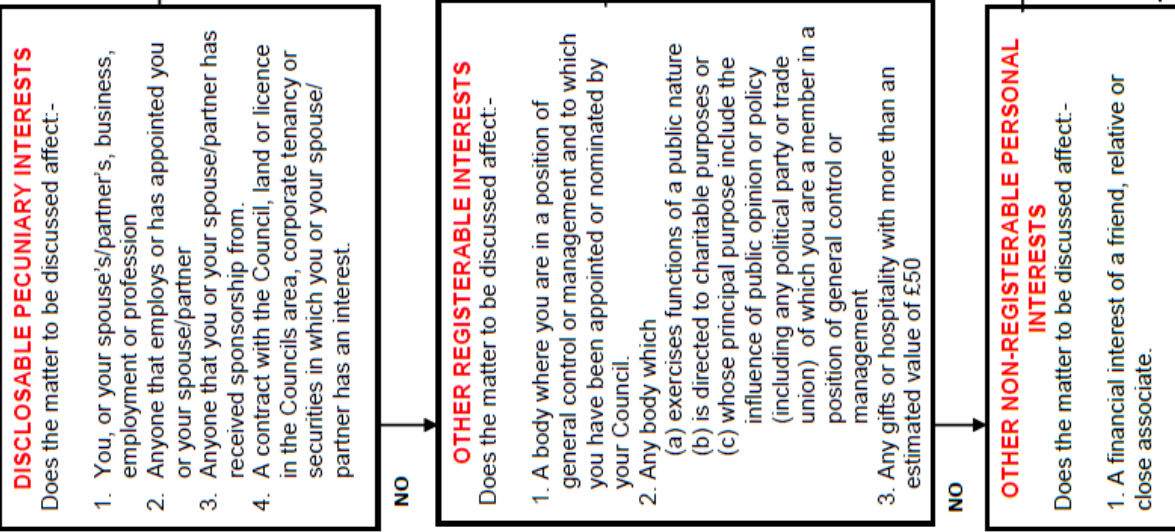 DISCLOSABLE PECUNIARY INTERESTS
Does the matter to be discussed affect:-
1. You, or your spouse's/partner's, business,
employment or profession
2. Anyone that employs or has appointed you
or your spouse/partner
3. Anyone that you or your spouse/partner has
received sponsorship from.
4. A contract with the Council, land or licence
in the Councils area, corporate tenancy or
securities in which you or your spouse/
partner has an interest.
NO
OTHER REGISTERABLE INTERESTS
Does the matter to be discussed affect:-
1. A body where you are in a position of
general control or management and to which
you have been appointed or nominated by
your Council.
2. Any body which
(a) exercises functions of a public nature
(b) is directed to charitable purposes or
(c) whose principal purpose include the
influence of public opinion or policy
(including any political party or trade
union) of which you are a member in a
position of general control or
management
3. Any gifts or hospitality with more than an
estimated value of £50
NO
OTHER NON-REGISTERABLE PERSONAL
INTERESTS
Does the matter to be discussed affect:-
1. A financial interest of a friend, relative or
close associate.